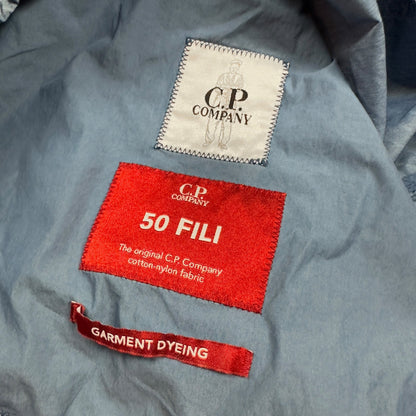 C.P.
COMPANY
C.P.
COMPANY
50 FILI
The original C.P. Company
cotton-nylon fabric
GARMENT DYEING